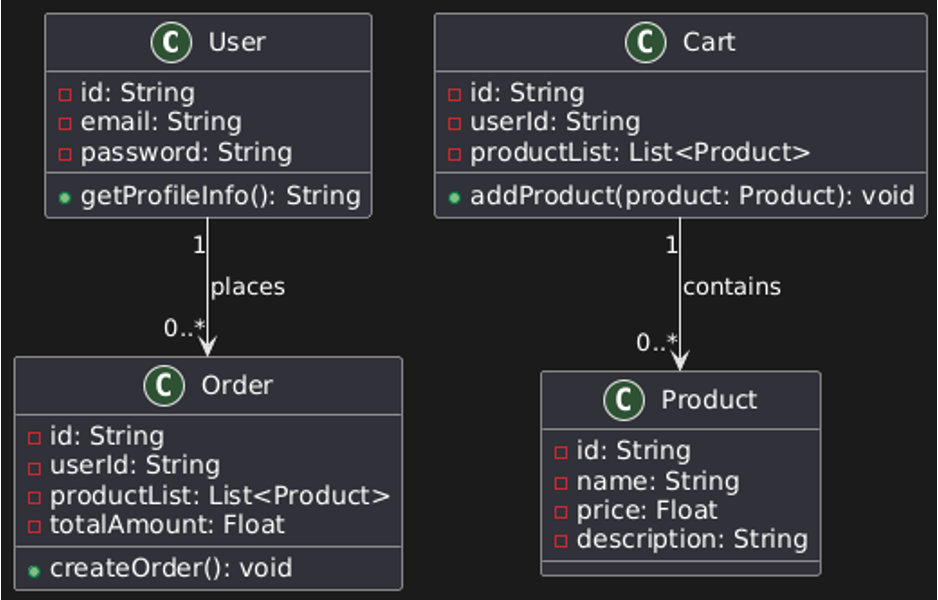 C User
id: String
email: String
password: String
getProfileInfo(): String
C Cart
id: String
userId: String
productList: List<Product>
addProduct(product: Product): void
1
places
0..*
1
contains
0..*
C Order
id: String
userId: String
productList: List<Product>
totalAmount: Float
createOrder(): void
C Product
id: String
name: String
price: Float
description: String